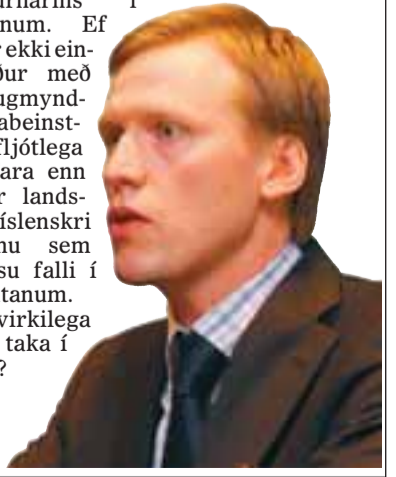 í
num. Ef
ekki ein-
ður með
ugmynd-
abeinst-
fljótlega
ara enn
r lands-
íslenskri
nu sem
su falli í
tanum.
virkilega
taka í
?